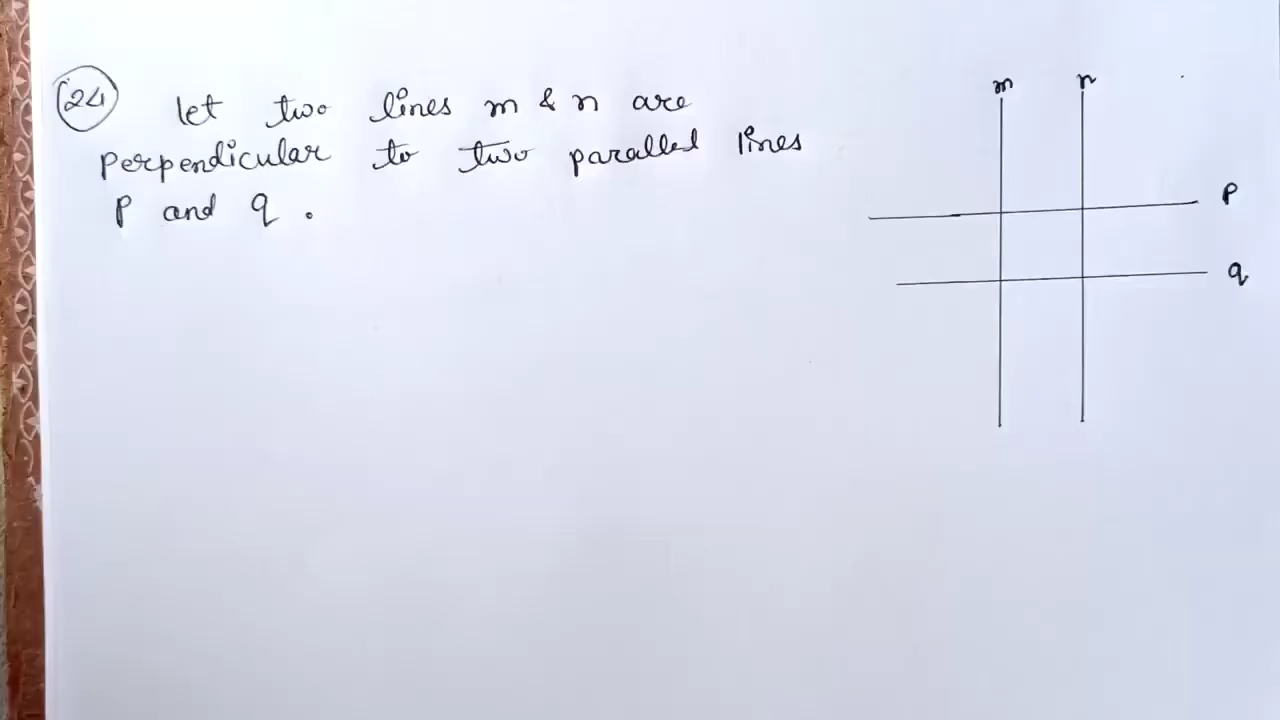 24 let two lines m & n are
perpendicular to two parallel lines
P and q .
m n
P
q